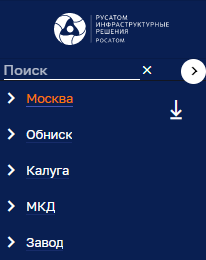 РУСАТОМ
ИНФРАСТРУКТУРНЫЕ
РЕШЕНИЯ
РОСАТОМ
Поиск
Москва
Обниск
Калуга
МКД
Завод